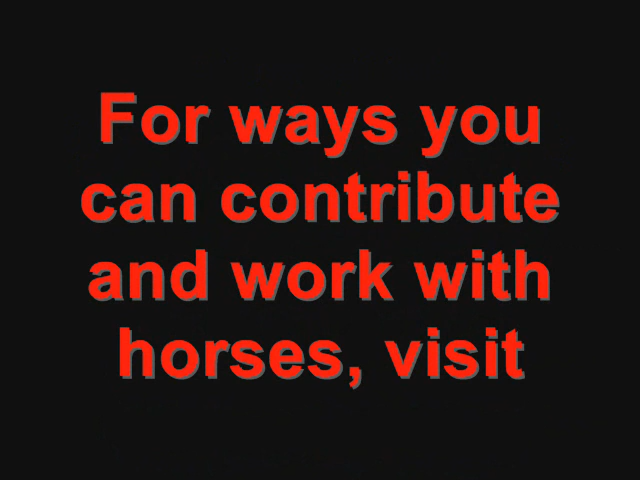 For ways you
can contribute
and work with
horses, visit